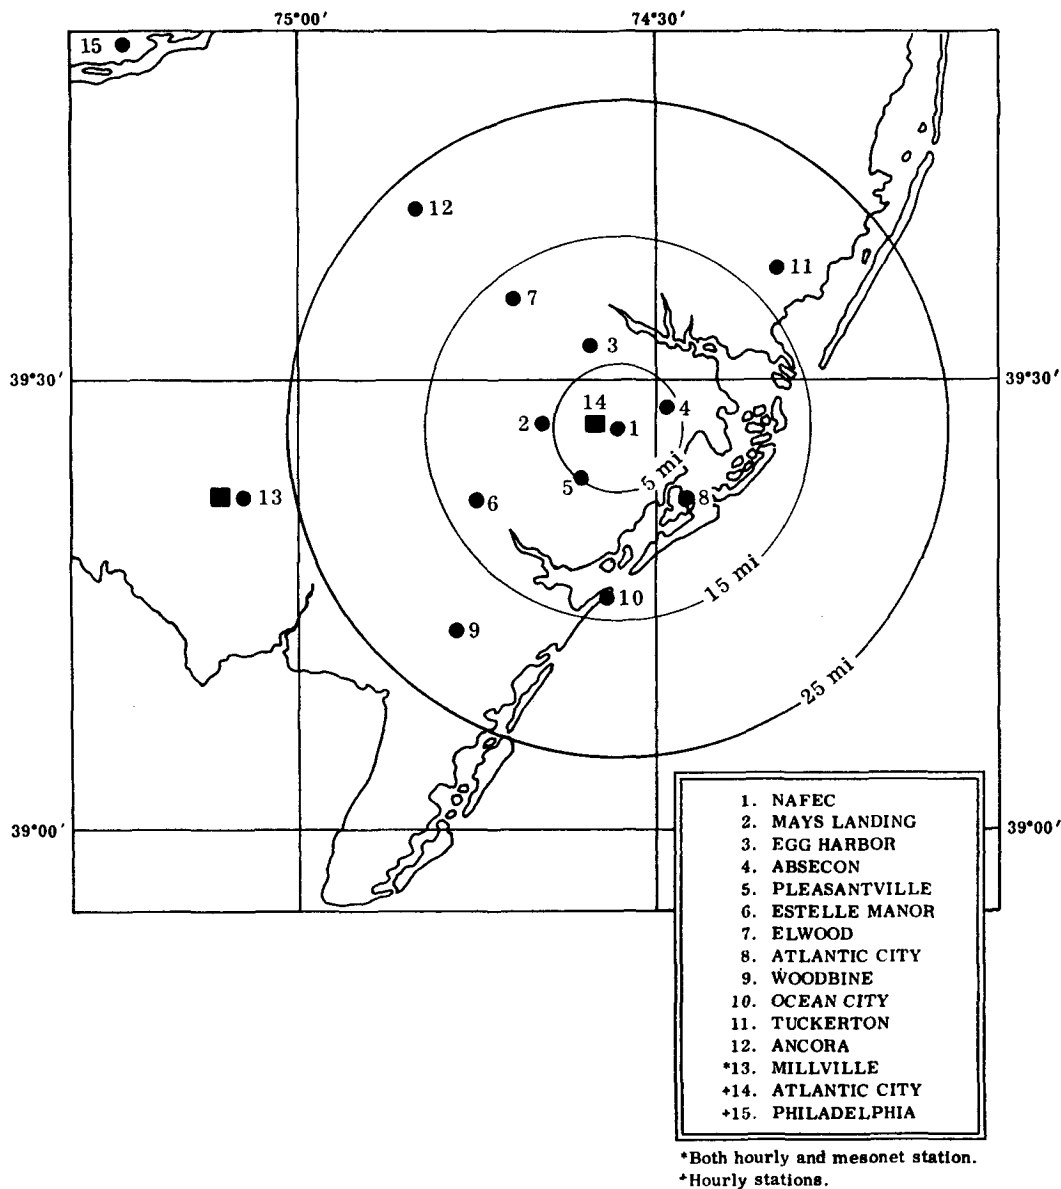 75°00′ 74°30′
15
12
11
7
3
39°30′ 39°30′
14 4
2 1
5 mi
5
13 6 8
15 mi
10
9
25 mi
39°00′ 39°00′
1. NAFEC
2. MAYS LANDING
3. EGG HARBOR
4. ABSECON
5. PLEASANTVILLE
6. ESTELLE MANOR
7. ELWOOD
8. ATLANTIC CITY
9. WOODBINE
10. OCEAN CITY
11. TUCKERTON
12. ANCORA
*13. MILLVILLE
+14. ATLANTIC CITY
+15. PHILADELPHIA
*Both hourly and mesonet station.
+Hourly stations.